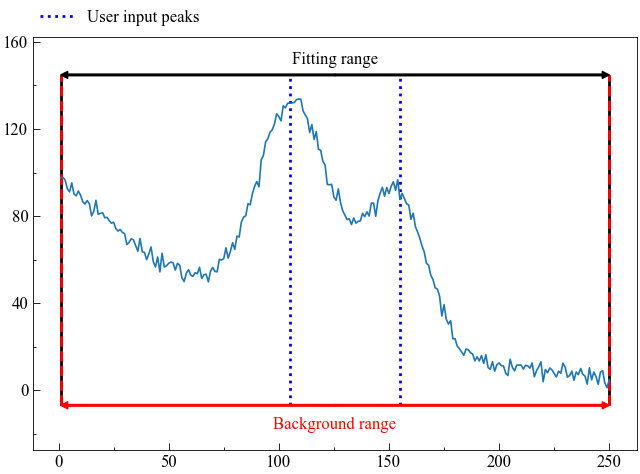 User input peaks
160
Fitting range
120
80
40
0
Background range
0 50 100 150 200 250